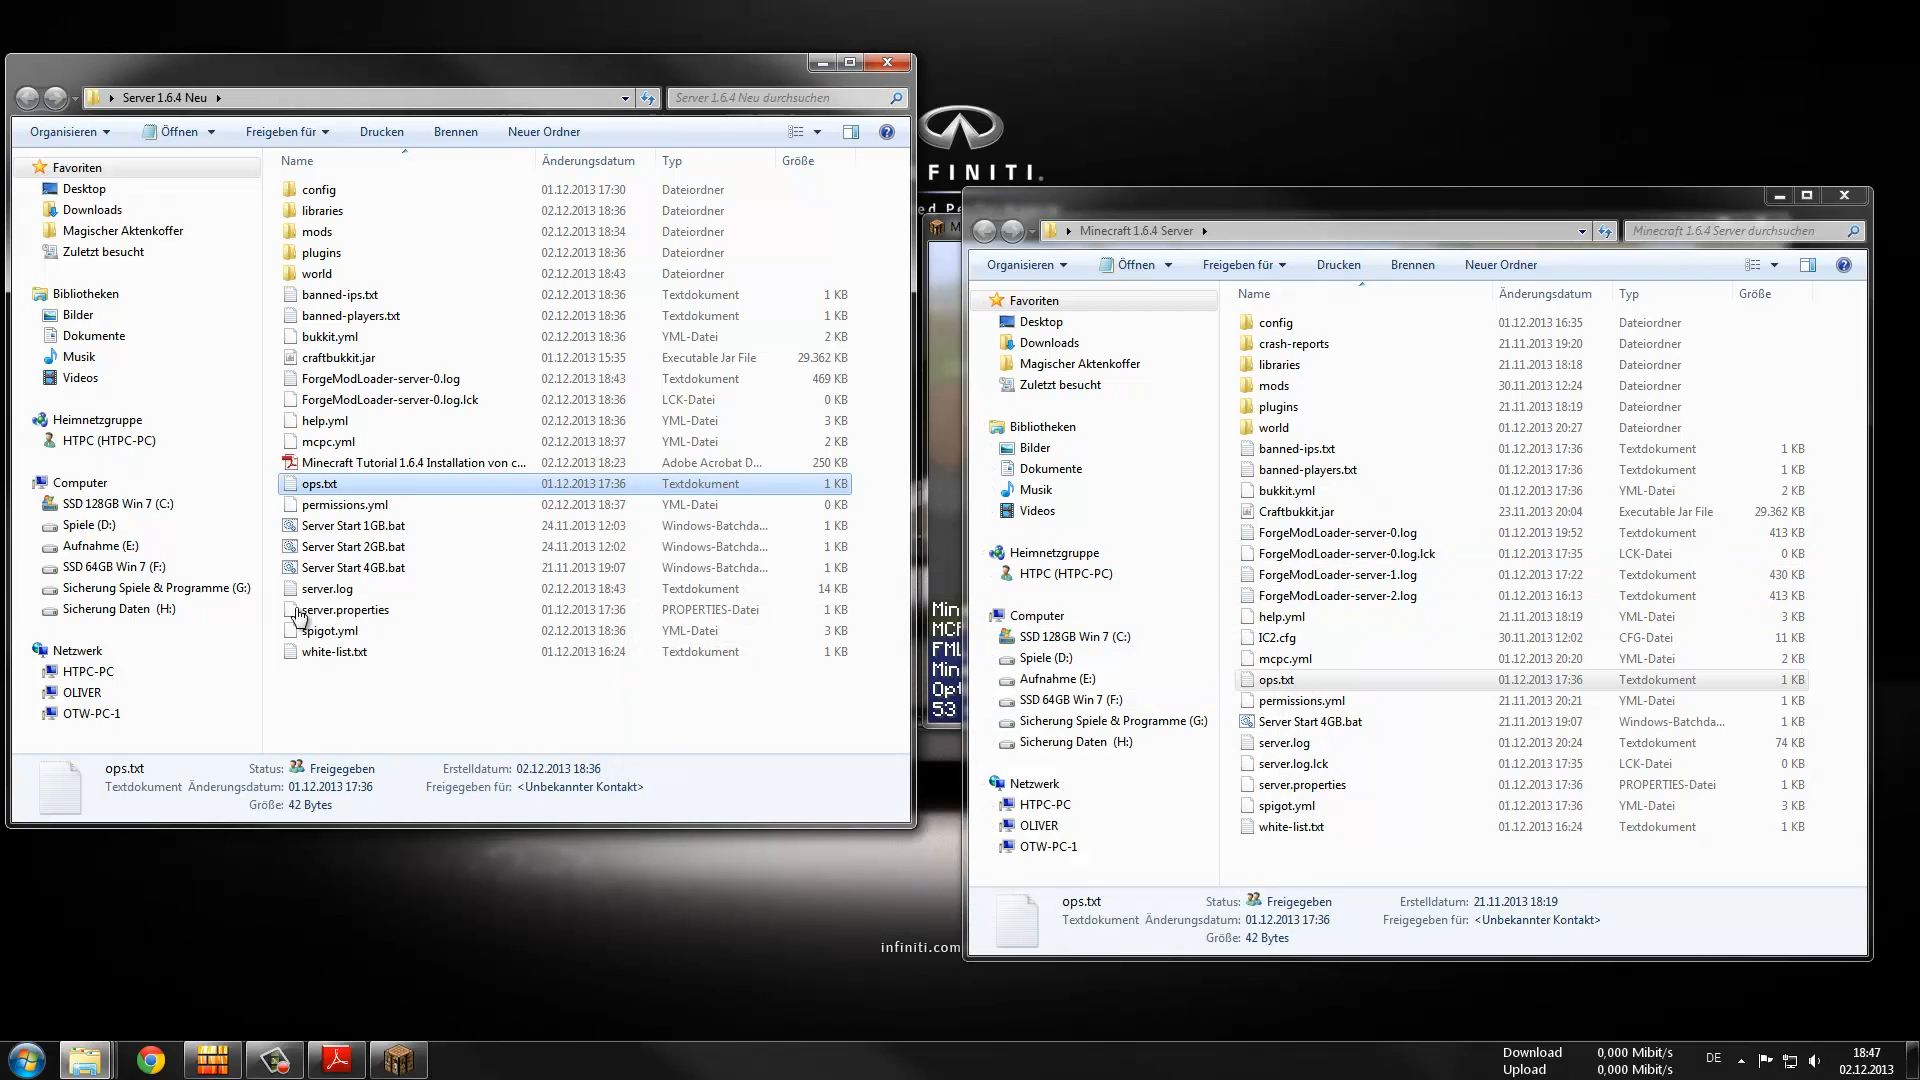 Server 1.6.4 Neu
Server 1.6.4 Neu durchsuchen
Organisieren
Öffnen
Freigeben für
Drucken
Brennen
Neuer Ordner
Favoriten
Desktop
Downloads
Magischer Aktenkoffer
Zuletzt besucht
Bibliotheken
Bilder
Dokumente
Musik
Videos
Heimnetzgruppe
HTPC (HTPC-PC)
Computer
SSD 128GB Win 7 (C:)
Spiele (D:)
Aufnahme (E:)
SSD 64GB Win 7 (F:)
Sicherung Spiele & Programme (G:)
Sicherung Daten (H:)
Netzwerk
HTPC-PC
OLIVER
OTW-PC-1
Name Änderungsdatum Typ Größe
config 01.12.2013 17:30 Dateiordner
libraries 02.12.2013 18:36 Dateiordner
mods 02.12.2013 18:34 Dateiordner
plugins 02.12.2013 18:36 Dateiordner
world 02.12.2013 18:43 Dateiordner
banned-ips.txt 02.12.2013 18:36 Textdokument 1 KB
banned-players.txt 02.12.2013 18:36 Textdokument 1 KB
bukkit.yml 02.12.2013 18:36 YML-Datei 2 KB
craftbukkit.jar 01.12.2013 15:35 Executable Jar File 29.362 KB
ForgeModLoader-server-0.log 02.12.2013 18:43 Textdokument 469 KB
ForgeModLoader-server-0.log.lck 02.12.2013 18:36 LCK-Datei 0 KB
help.yml 02.12.2013 18:36 YML-Datei 3 KB
mcpc.yml 02.12.2013 18:37 YML-Datei 2 KB
Minecraft Tutorial 1.6.4 Installation von c... 02.12.2013 18:23 Adobe Acrobat D... 250 KB
ops.txt 01.12.2013 17:36 Textdokument 1 KB
permissions.yml 02.12.2013 18:37 YML-Datei 0 KB
Server Start 1GB.bat 24.11.2013 12:03 Windows-Batchda... 1 KB
Server Start 2GB.bat 24.11.2013 12:02 Windows-Batchda... 1 KB
Server Start 4GB.bat 21.11.2013 19:07 Windows-Batchda... 1 KB
server.log 02.12.2013 18:43 Textdokument 14 KB
server.properties 01.12.2013 17:36 PROPERTIES-Datei 1 KB
spigot.yml 02.12.2013 18:36 YML-Datei 3 KB
white-list.txt 01.12.2013 16:24 Textdokument 1 KB
ops.txt Status: Freigegeben Erstelldatum: 02.12.2013 18:36
Textdokument Änderungsdatum: 01.12.2013 17:36 Freigegeben für: <Unbekannter Kontakt>
Größe: 42 Bytes
FINITI.
ed Pe
M
Min
MCP
FML
Min
Opt
53
infiniti.com
Minecraft 1.6.4 Server
Minecraft 1.6.4 Server durchsuchen
Organisieren
Öffnen
Freigeben für
Drucken
Brennen
Neuer Ordner
Favoriten
Desktop
Downloads
Magischer Aktenkoffer
Zuletzt besucht
Bibliotheken
Bilder
Dokumente
Musik
Videos
Heimnetzgruppe
HTPC (HTPC-PC)
Computer
SSD 128GB Win 7 (C:)
Spiele (D:)
Aufnahme (E:)
SSD 64GB Win 7 (F:)
Sicherung Spiele & Programme (G:)
Sicherung Daten (H:)
Netzwerk
HTPC-PC
OLIVER
OTW-PC-1
Name Änderungsdatum Typ Größe
config 01.12.2013 16:35 Dateiordner
crash-reports 21.11.2013 19:20 Dateiordner
libraries 21.11.2013 18:18 Dateiordner
mods 30.11.2013 12:24 Dateiordner
plugins 21.11.2013 18:19 Dateiordner
world 01.12.2013 20:27 Dateiordner
banned-ips.txt 01.12.2013 17:36 Textdokument 1 KB
banned-players.txt 01.12.2013 17:36 Textdokument 1 KB
bukkit.yml 01.12.2013 17:36 YML-Datei 2 KB
Craftbukkit.jar 23.11.2013 20:04 Executable Jar File 29.362 KB
ForgeModLoader-server-0.log 01.12.2013 19:52 Textdokument 413 KB
ForgeModLoader-server-0.log.lck 01.12.2013 17:35 LCK-Datei 0 KB
ForgeModLoader-server-1.log 01.12.2013 17:22 Textdokument 430 KB
ForgeModLoader-server-2.log 01.12.2013 16:13 Textdokument 413 KB
help.yml 21.11.2013 18:19 YML-Datei 3 KB
IC2.cfg 30.11.2013 12:02 CFG-Datei 11 KB
mcpc.yml 01.12.2013 20:20 YML-Datei 2 KB
ops.txt 01.12.2013 17:36 Textdokument 1 KB
permissions.yml 21.11.2013 20:21 YML-Datei 1 KB
Server Start 4GB.bat 21.11.2013 19:07 Windows-Batchda... 1 KB
server.log 01.12.2013 20:24 Textdokument 74 KB
server.log.lck 01.12.2013 17:35 LCK-Datei 0 KB
server.properties 01.12.2013 17:36 PROPERTIES-Datei 1 KB
spigot.yml 01.12.2013 17:36 YML-Datei 3 KB
white-list.txt 01.12.2013 16:24 Textdokument 1 KB
ops.txt Status: Freigegeben Erstelldatum: 21.11.2013 18:19
Textdokument Änderungsdatum: 01.12.2013 17:36 Freigegeben für: <Unbekannter Kontakt>
Größe: 42 Bytes
Download 0,000 Mibit/s
Upload 0,000 Mibit/s
DE
18:47
02.12.2013